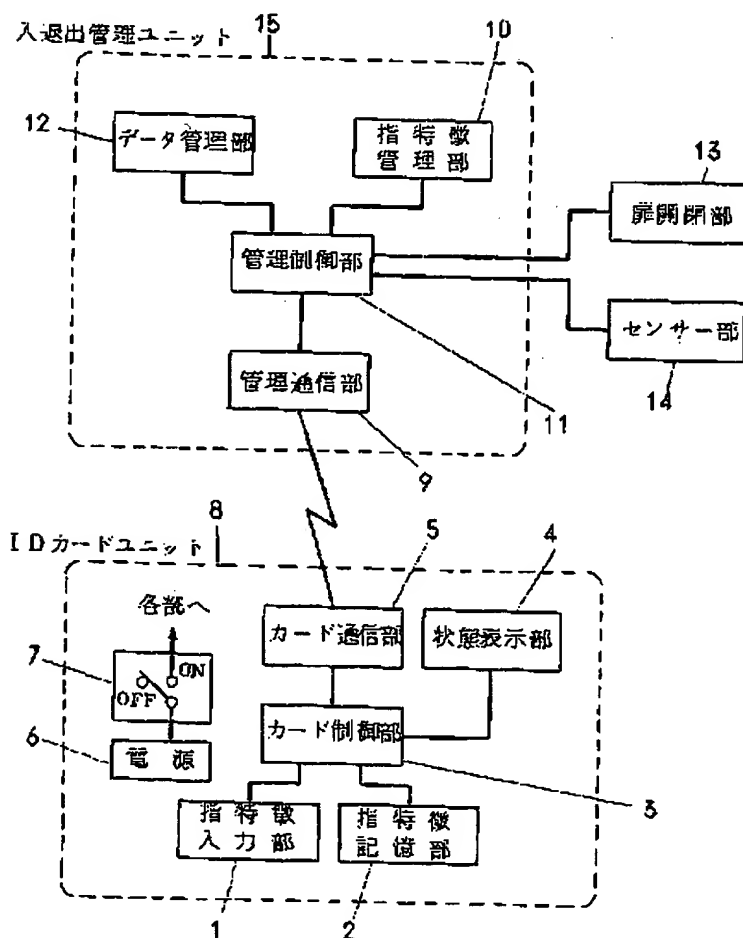 入退出管理ユニット
15
10
12
データ管理部
指特徴
管理部
13
扉開閉部
管理制御部
センサー部
14
管理通信部
11
9
IDカードユニット
8
5
4
各部へ
カード通信部
状態表示部
7
ON
OFF
カード制御部
6
電源
3
指特徴
入力部
指特徴
記憶部
1
2